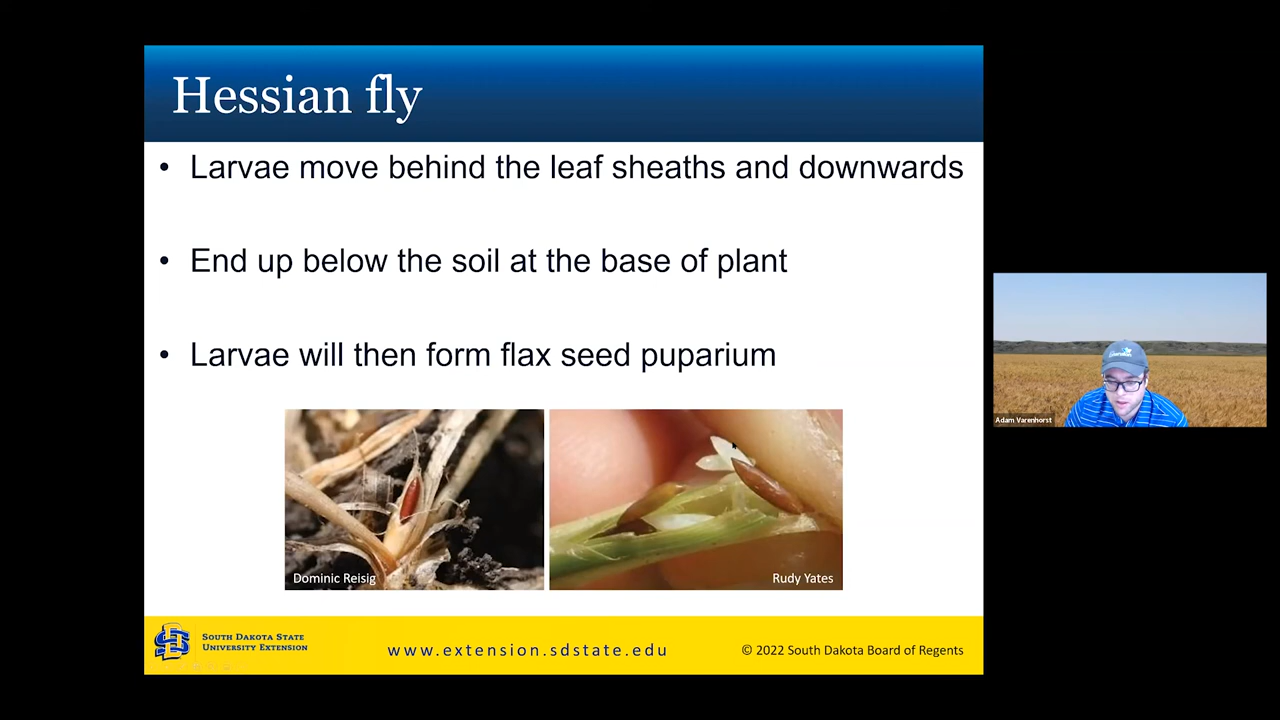 Hessian fly
• Larvae move behind the leaf sheaths and downwards
• End up below the soil at the base of plant
• Larvae will then form flax seed puparium
Dominic Reisig
Rudy Yates
Adam Varenhorst
SOUTH DAKOTA STATE
UNIVERSITY EXTENSION
www.extension.sdstate.edu
© 2022 South Dakota Board of Regents